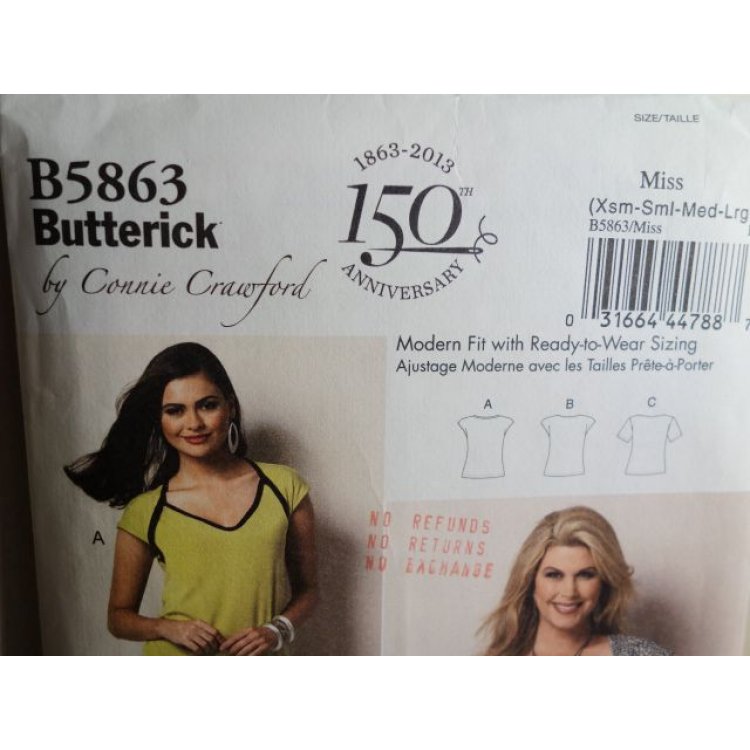 SIZE/TAILLE
B5863
Butterick
by Connie Crawford
1863-2013
150TH
ANNIVERSARY
Miss
(Xsm-Sml-Med-Lrg
B5863/Miss
0 31664 44788 7
Modern Fit with Ready-to-Wear Sizing
Ajustage Moderne avec les Tailles Prête-à-Porter
A B C
A
NO REFUNDS
NO RETURNS
NO EXCHANGE